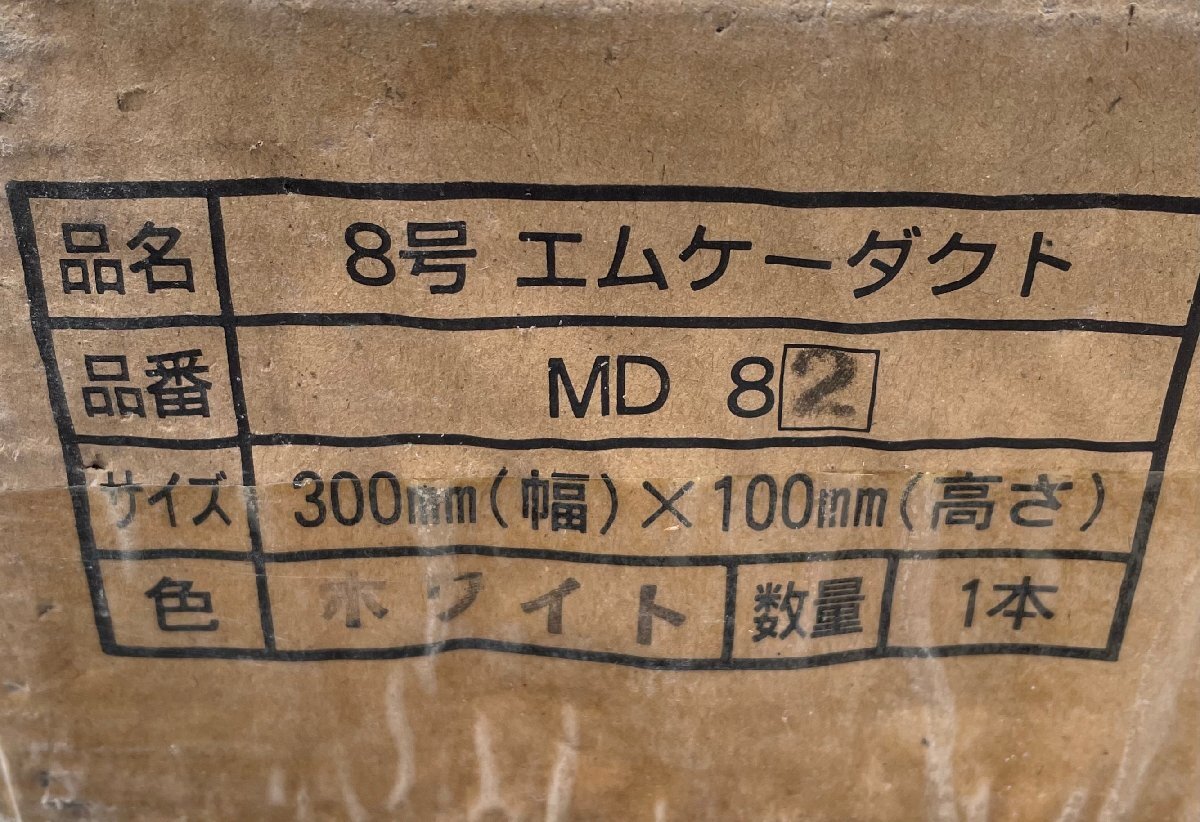 品名 8号 エムケーダクト
品番 MD 82
サイズ 300mm(幅)×100mm(高さ)
色 ホワイト 数量 1本